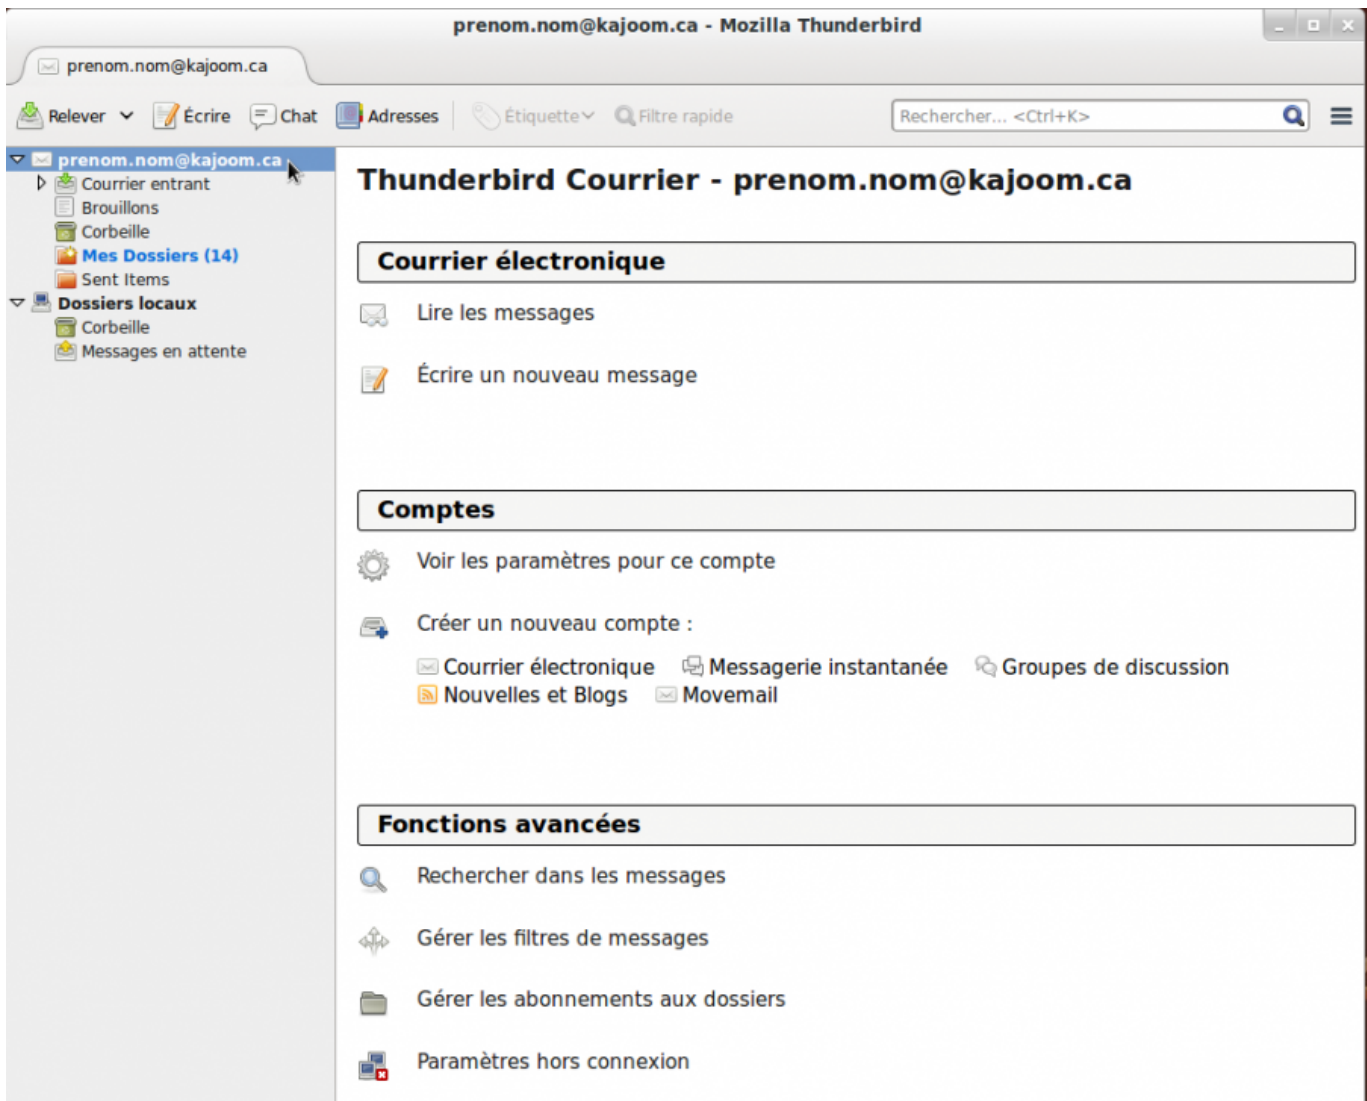 prenom.nom@kajoom.ca - Mozilla Thunderbird
prenom.nom@kajoom.ca
Relever Écrire Chat Adresses Étiquette Filtre rapide Rechercher... <Ctrl+K>
prenom.nom@kajoom.ca
Courrier entrant
Brouillons
Corbeille
Mes Dossiers (14)
Sent Items
Dossiers locaux
Corbeille
Messages en attente
Thunderbird Courrier - prenom.nom@kajoom.ca
Courrier électronique
Lire les messages
Écrire un nouveau message
Comptes
Voir les paramètres pour ce compte
Créer un nouveau compte :
Courrier électronique Messagerie instantanée Groupes de discussion
Nouvelles et Blogs Movemail
Fonctions avancées
Rechercher dans les messages
Gérer les filtres de messages
Gérer les abonnements aux dossiers
Paramètres hors connexion